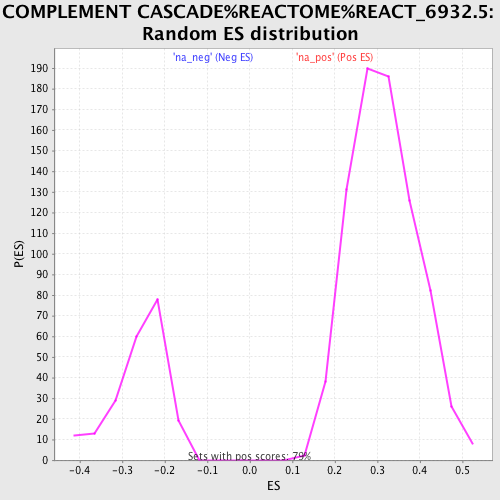 COMPLEMENT CASCADE%REACTOME%REACT_6932.5:
Random ES distribution
'na_neg' (Neg ES) 'na_pos' (Pos ES)
190
180
170
160
150
140
130
120
110
100
90
80
70
60
50
40
30
20
10
0
P(ES)
Sets with pos scores: 79%
-0.4 -0.3 -0.2 -0.1 0.0 0.1 0.2 0.3 0.4 0.5
ES